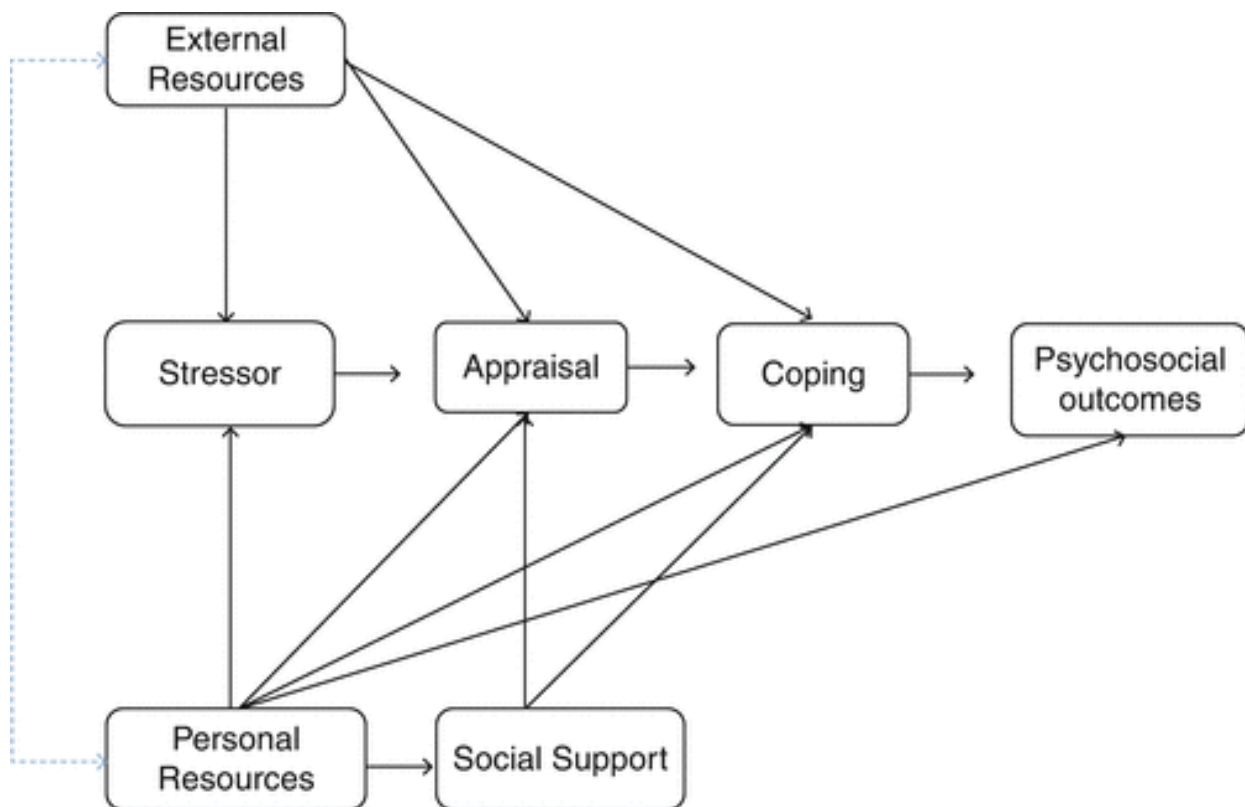 External
Resources
Stressor
Appraisal
Coping
Psychosocial
outcomes
Personal
Resources
Social Support